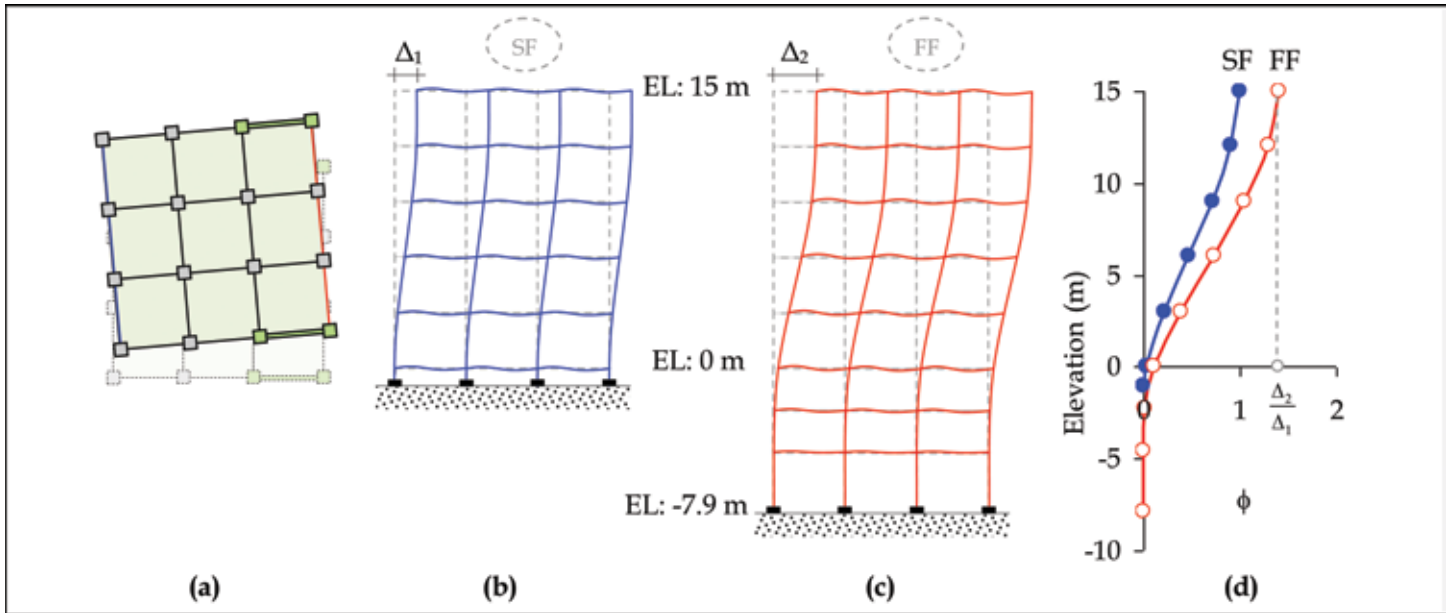 Δ1
SF
EL: 15 m
EL: 0 m
Δ2
FF
EL: -7.9 m
SF FF
15
10
5
0
-5
-10
Elevation (m)
0 1 Δ2/Δ1 2
ϕ
(a) (b) (c) (d)